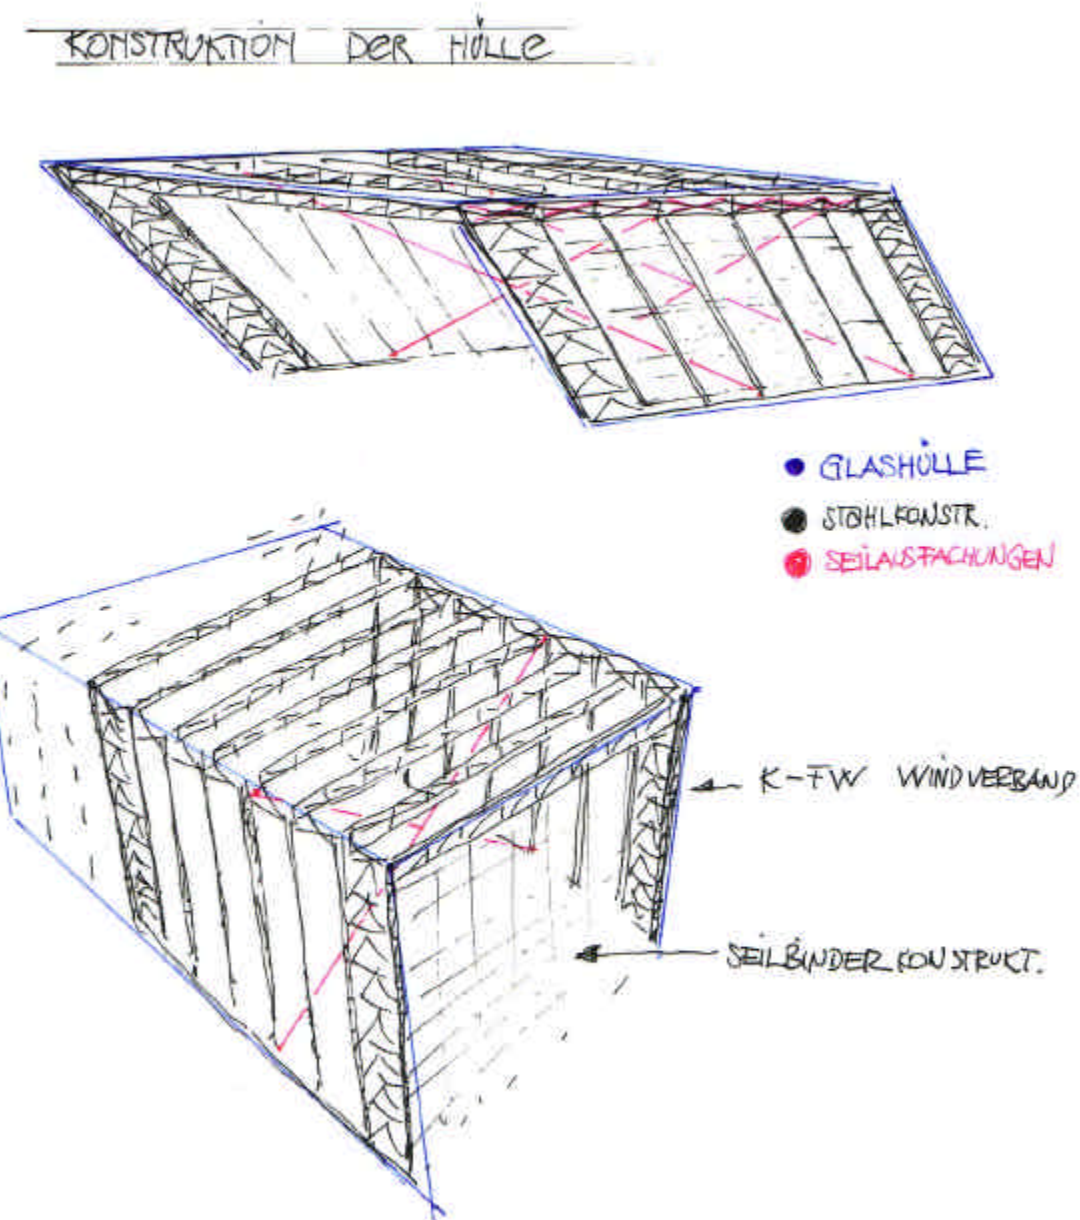 KONSTRUKTION DER HÜLLE
GLASHÜLLE
STAHLKONSTR.
SEILAUSFACHUNGEN
K-FW WINDVERBAND
SEILBINDERKONSTRUKT.